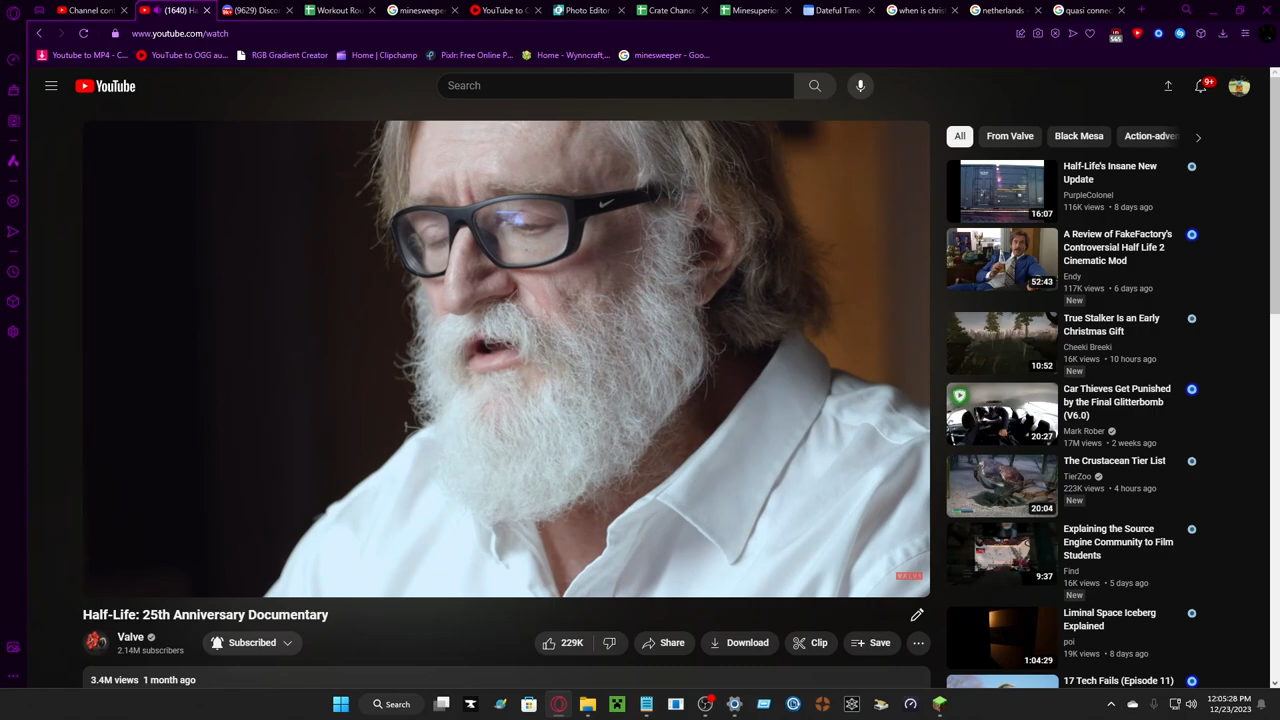 Channel cont
(1640) Ha
(9629) Disco
Workout Rou
minesweeper
YouTube to O
Photo Editor
Crate Chance
Minesuperio
Dateful Time
when is chris
netherlands -
quasi connec
www.youtube.com/watch
565
Youtube to MP4 - C...
YouTube to OGG au...
RGB Gradient Creator
Home | Clipchamp
Pixlr: Free Online P...
Home - Wynncraft,...
minesweeper - Goo...
YouTube
Search
9+
All
From Valve
Black Mesa
Action-adven
Half-Life's Insane New
Update
PurpleColonel
116K views • 8 days ago
16:07
A Review of FakeFactory's
Controversial Half Life 2
Cinematic Mod
Endy
117K views • 6 days ago
New
52:43
True Stalker Is an Early
Christmas Gift
Cheeki Breeki
16K views • 10 hours ago
New
10:52
Car Thieves Get Punished
by the Final Glitterbomb
(V6.0)
Mark Rober
17M views • 2 weeks ago
20:27
The Crustacean Tier List
TierZoo
223K views • 4 hours ago
New
20:04
Explaining the Source
Engine Community to Film
Students
Find
16K views • 5 days ago
New
9:37
Liminal Space Iceberg
Explained
poi
19K views • 8 days ago
1:04:29
17 Tech Fails (Episode 11)
VALVE
Half-Life: 25th Anniversary Documentary
Valve
2.14M subscribers
Subscribed
229K
Share
Download
Clip
Save
3.4M views 1 month ago
Search
12:05:28 PM
12/23/2023